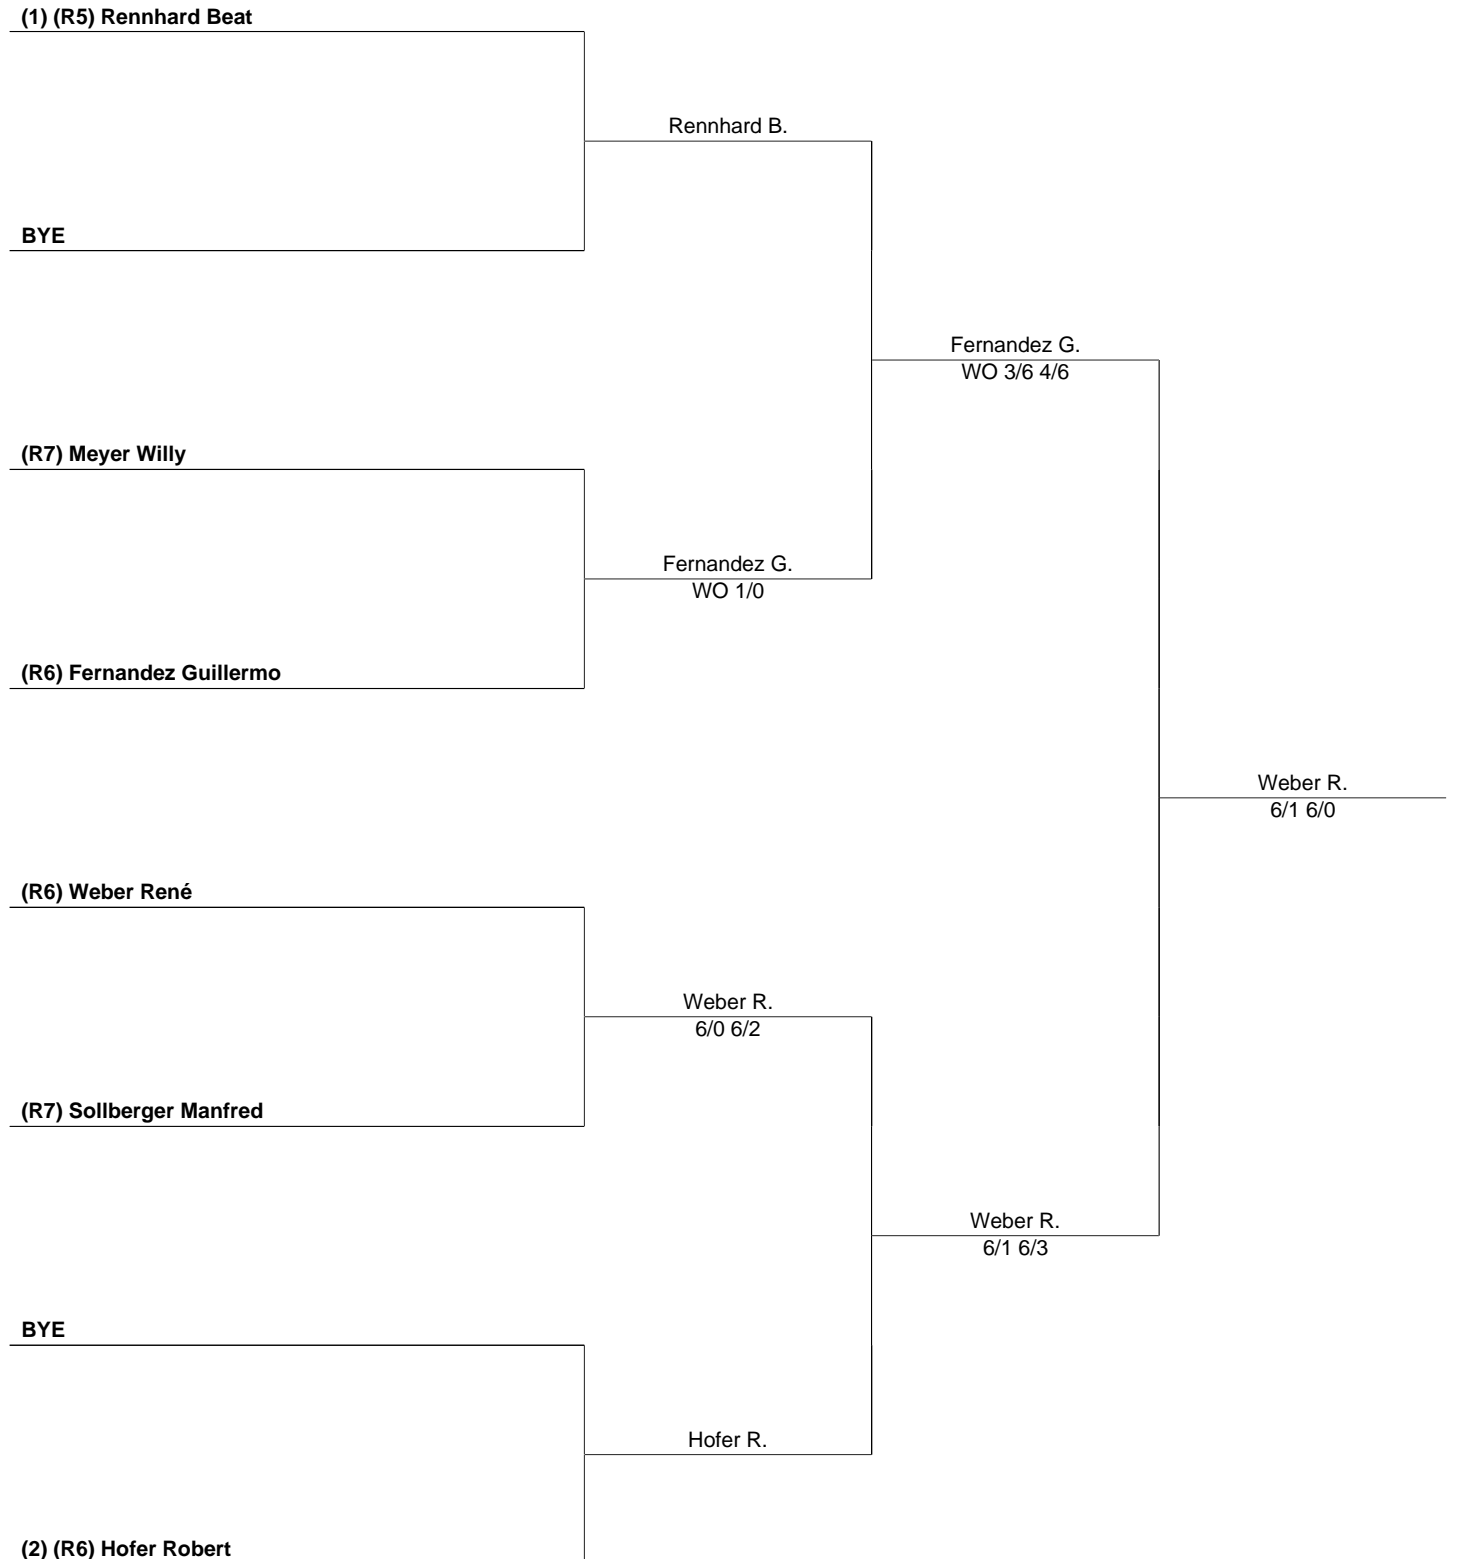 (1) (R5) Rennhard Beat
Rennhard B.
BYE
Fernandez G.
WO 3/6 4/6
(R7) Meyer Willy
Fernandez G.
WO 1/0
(R6) Fernandez Guillermo
Weber R.
6/1 6/0
(R6) Weber René
Weber R.
6/0 6/2
(R7) Sollberger Manfred
Weber R.
6/1 6/3
BYE
Hofer R.
(2) (R6) Hofer Robert